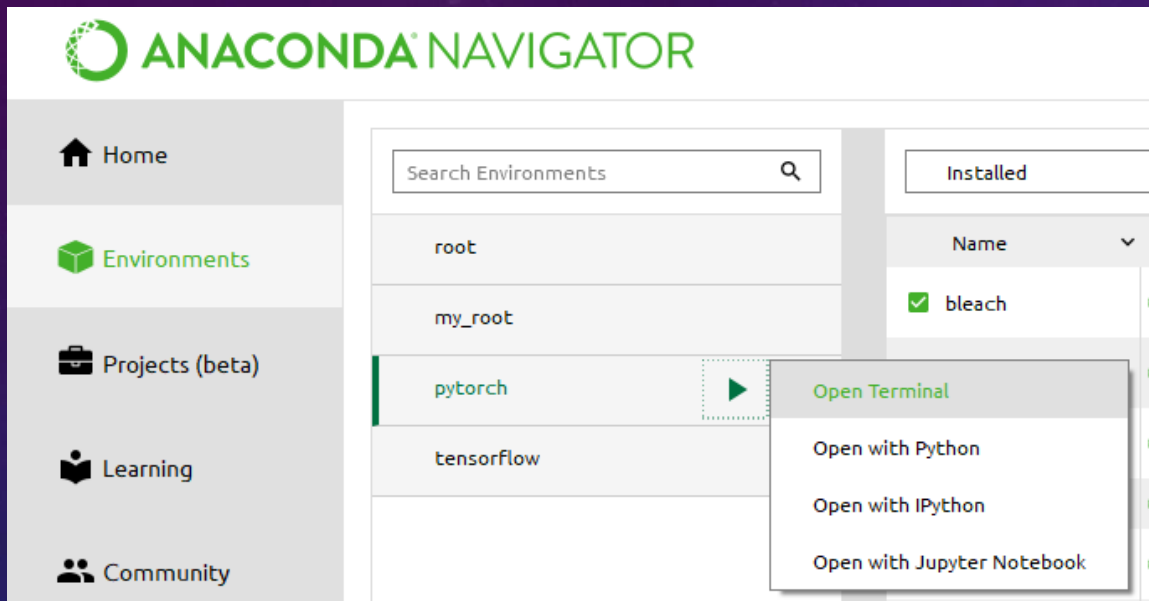 ANACONDA NAVIGATOR
Home
Environments
Projects (beta)
Learning
Community
Search Environments
root
my_root
pytorch
tensorflow
Installed
Name
bleach
Open Terminal
Open with Python
Open with IPython
Open with Jupyter Notebook